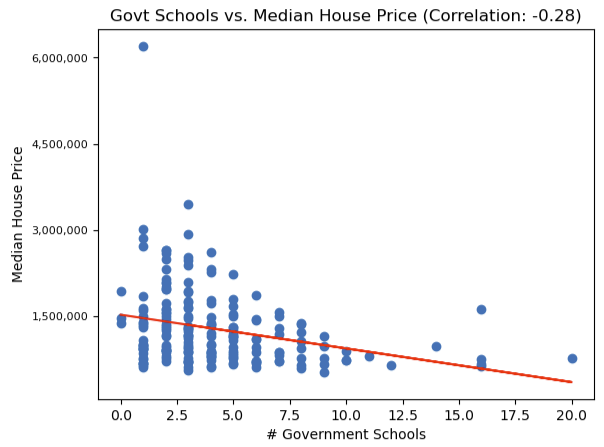 Govt Schools vs. Median House Price (Correlation: -0.28)
6,000,000
4,500,000
3,000,000
1,500,000
Median House Price
0.0 2.5 5.0 7.5 10.0 12.5 15.0 17.5 20.0
# Government Schools